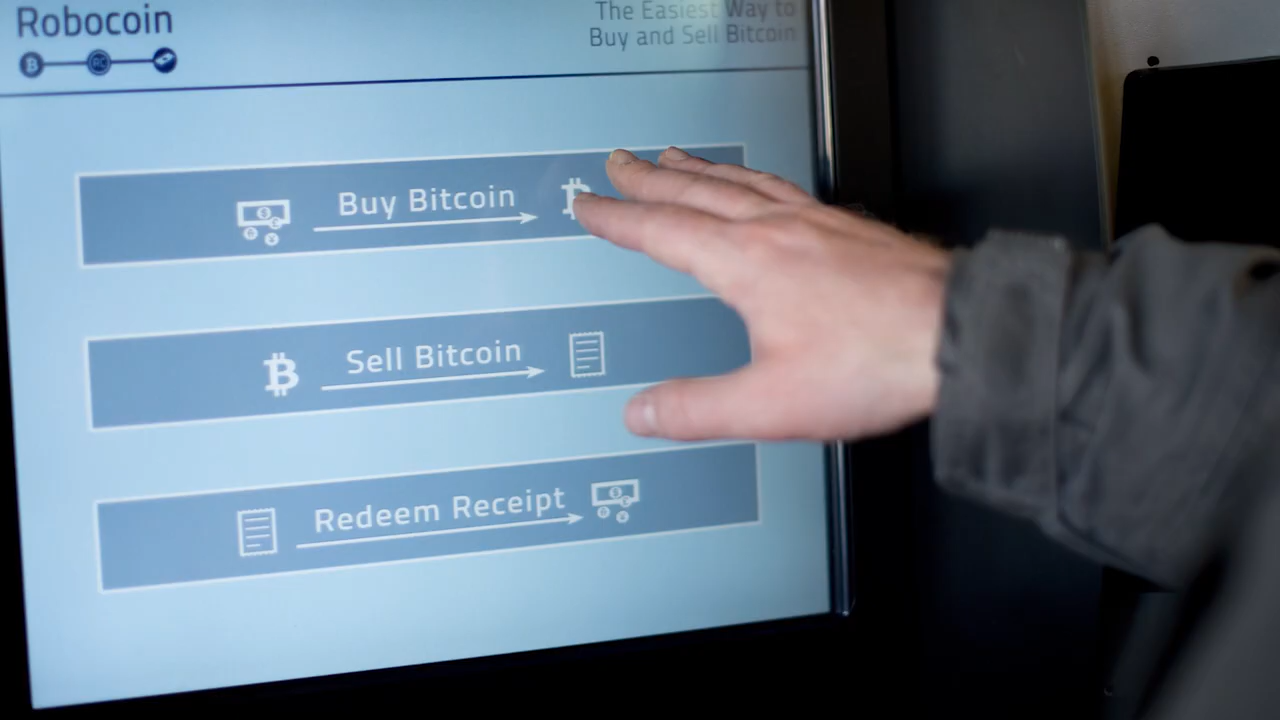 Robocoin
The Easiest Way to
Buy and Sell Bitcoin
Buy Bitcoin
Sell Bitcoin
Redeem Receipt